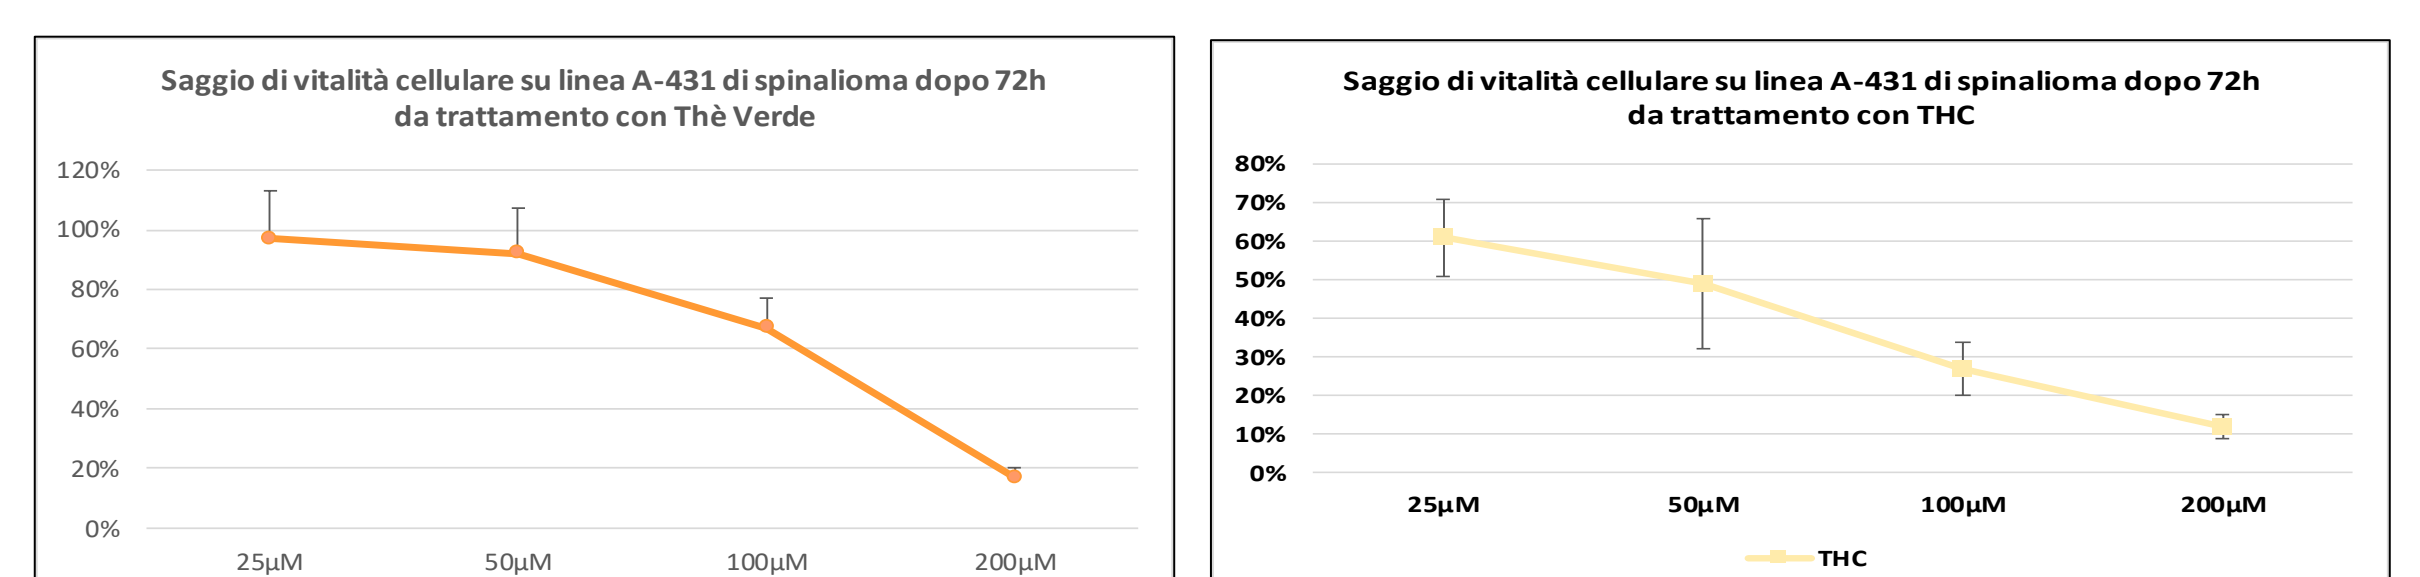 Saggio di vitalità cellulare su linea A-431 di spinalioma dopo 72h
da trattamento con Thè Verde
120%
100%
80%
60%
40%
20%
0%
25µM 50µM 100µM 200µM
Saggio di vitalità cellulare su linea A-431 di spinalioma dopo 72h
da trattamento con THC
80%
70%
60%
50%
40%
30%
20%
10%
0%
25µM 50µM 100µM 200µM
THC